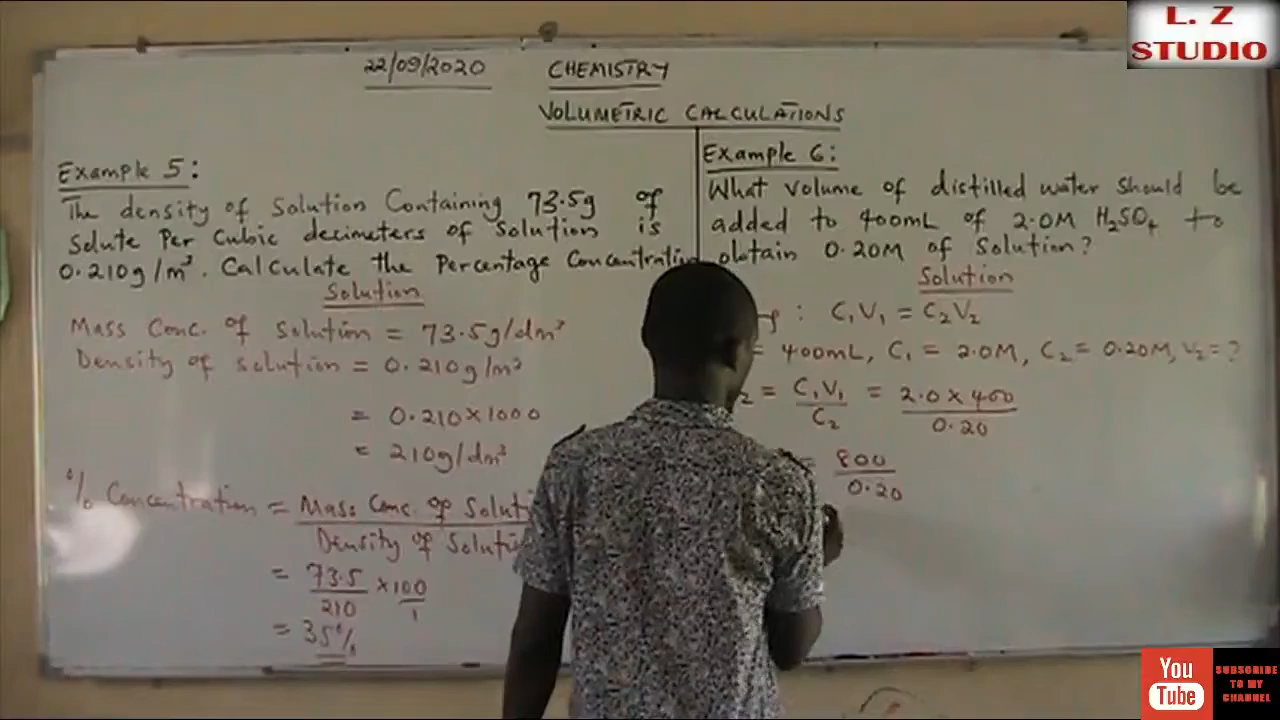 L. Z
STUDIO
22/09/2020 CHEMISTRY
VOLUMETRIC CALCULATIONS
Example 5:
The density of Solution Containing 73.5g of
Solute Per Cubic decimeters of Solution is
0.210g/m³. Calculate the Percentage Concentration
Solution
Mass Conc. of Solution = 73.5g/dm³
Density of solution = 0.210g/m³
= 0.210 x 1000
= 210g/dm³
% Concentration = Mass Conc. of Soluti
Density of Soluti
= 73.5/210 x 100/1
= 35%
Example 6:
What volume of distilled water should be
added to 400mL of 2.0M H₂SO₄ to
obtain 0.20M of Solution?
Solution
: C₁V₁ = C₂V₂
= 400mL, C₁ = 2.0M, C₂ = 0.20M, V₂ = ?
₂ = C₁V₁/C₂ = 2.0 x 400/0.20
= 800/0.20
You
Tube
SUBSCRIBE
TO MY
CHANNEL